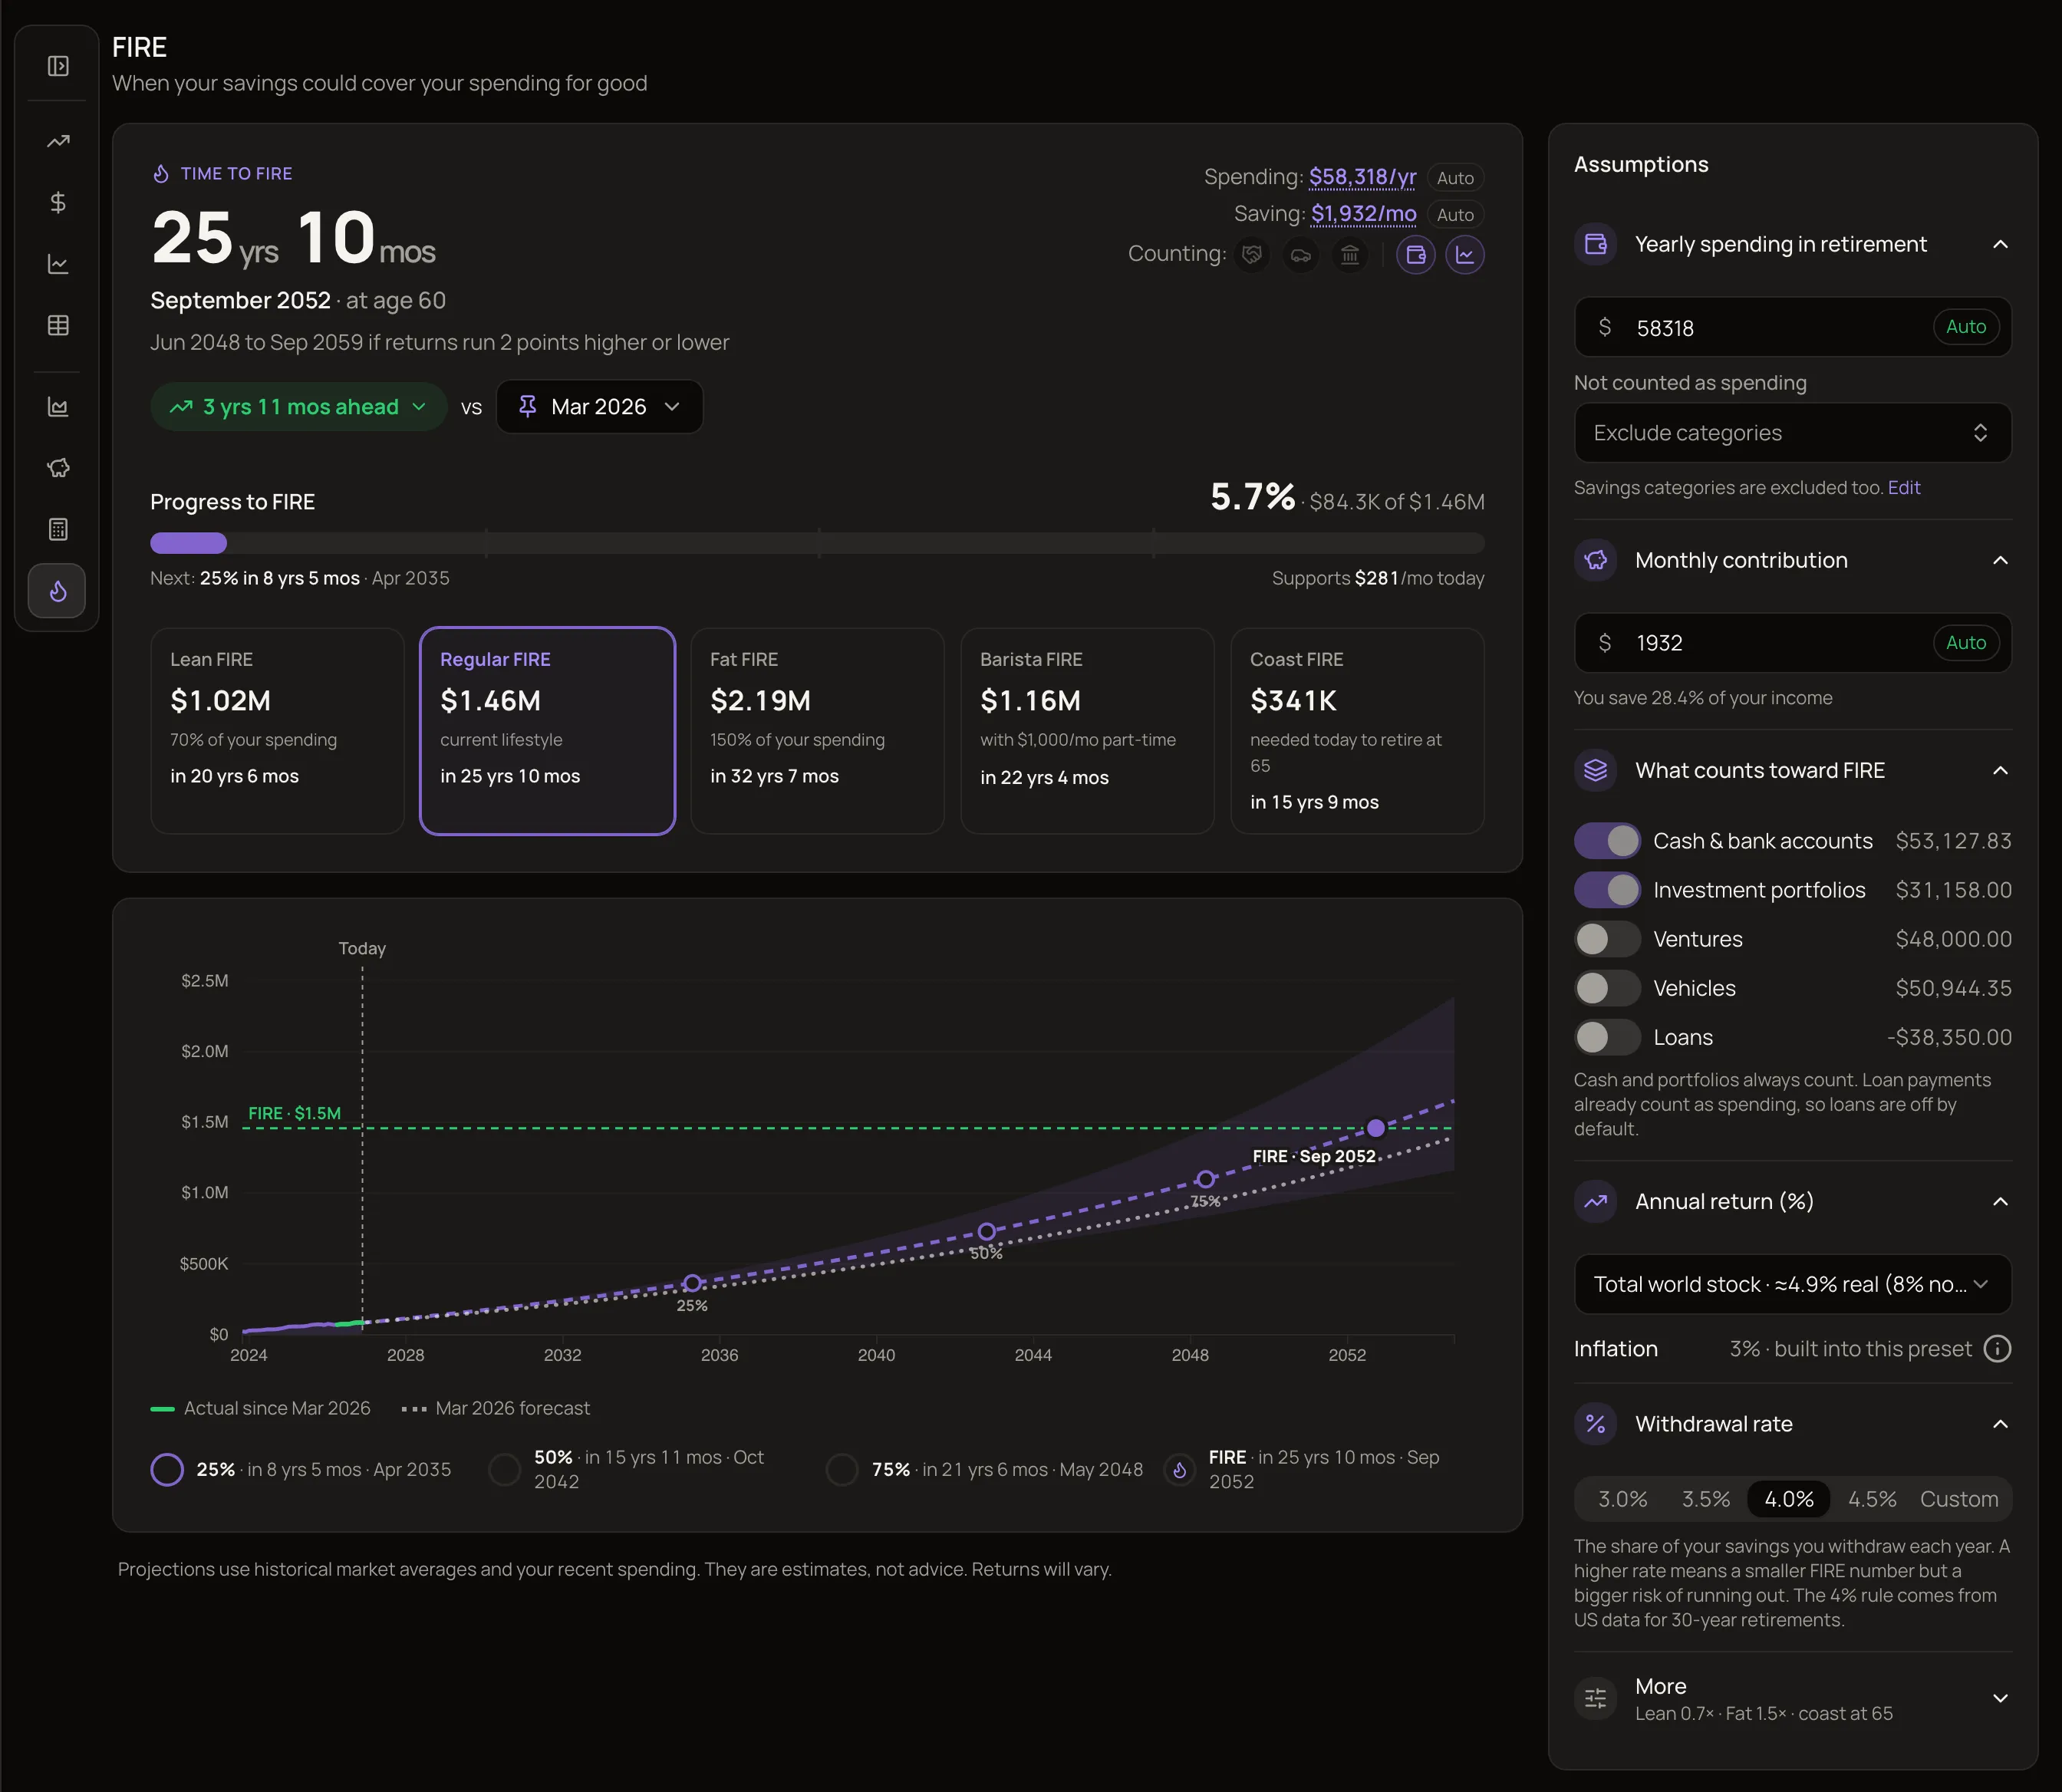 FIRE
When your savings could cover your spending for good
TIME TO FIRE
25 yrs 10 mos
September 2052 · at age 60
Jun 2048 to Sep 2059 if returns run 2 points higher or lower
3 yrs 11 mos ahead
vs
Mar 2026
Spending: $58,318/yr Auto
Saving: $1,932/mo Auto
Counting:
Progress to FIRE
5.7% · $84.3K of $1.46M
Next: 25% in 8 yrs 5 mos · Apr 2035
Supports $281/mo today
Lean FIRE
$1.02M
70% of your spending
in 20 yrs 6 mos
Regular FIRE
$1.46M
current lifestyle
in 25 yrs 10 mos
Fat FIRE
$2.19M
150% of your spending
in 32 yrs 7 mos
Barista FIRE
$1.16M
with $1,000/mo part-time
in 22 yrs 4 mos
Coast FIRE
$341K
needed today to retire at
65
in 15 yrs 9 mos
Today
$2.5M
$2.0M
$1.5M
$1.0M
$500K
$0
FIRE · $1.5M
FIRE · Sep 2052
75%
50%
25%
2024
2028
2032
2036
2040
2044
2048
2052
Actual since Mar 2026
Mar 2026 forecast
25% · in 8 yrs 5 mos · Apr 2035
50% · in 15 yrs 11 mos · Oct
2042
75% · in 21 yrs 6 mos · May 2048
FIRE · in 25 yrs 10 mos · Sep
2052
Projections use historical market averages and your recent spending. They are estimates, not advice. Returns will vary.
Assumptions
Yearly spending in retirement
$ 58318 Auto
Not counted as spending
Exclude categories
Savings categories are excluded too. Edit
Monthly contribution
$ 1932 Auto
You save 28.4% of your income
What counts toward FIRE
Cash & bank accounts $53,127.83
Investment portfolios $31,158.00
Ventures $48,000.00
Vehicles $50,944.35
Loans -$38,350.00
Cash and portfolios always count. Loan payments
already count as spending, so loans are off by
default.
Annual return (%)
Total world stock · ≈4.9% real (8% no...
Inflation 3% · built into this preset
Withdrawal rate
3.0% 3.5% 4.0% 4.5% Custom
The share of your savings you withdraw each year. A
higher rate means a smaller FIRE number but a
bigger risk of running out. The 4% rule comes from
US data for 30-year retirements.
More
Lean 0.7× · Fat 1.5× · coast at 65